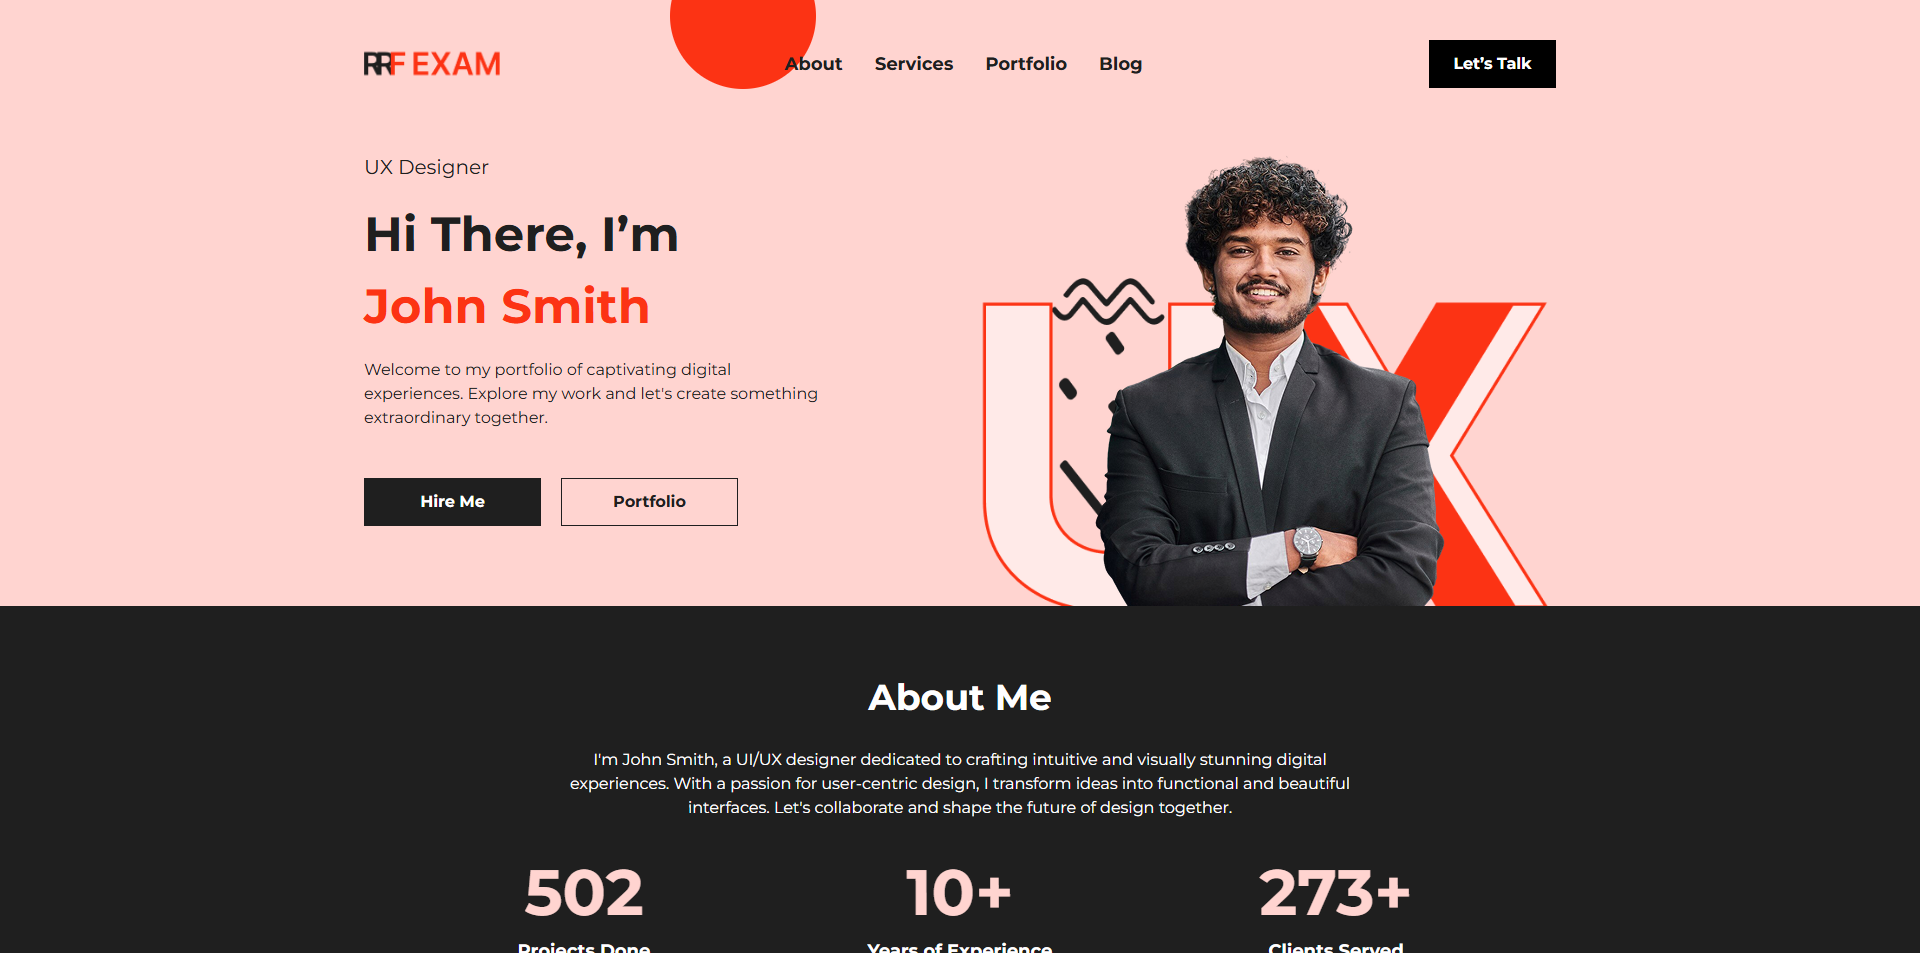 RRF EXAM
About
Services
Portfolio
Blog
Let’s Talk
UX Designer
Hi There, I’m
John Smith
Welcome to my portfolio of captivating digital
experiences. Explore my work and let's create something
extraordinary together.
Hire Me
Portfolio
UX
About Me
I'm John Smith, a UI/UX designer dedicated to crafting intuitive and visually stunning digital
experiences. With a passion for user-centric design, I transform ideas into functional and beautiful
interfaces. Let's collaborate and shape the future of design together.
502
10+
273+
Projects Done
Years of Experience
Clients Served